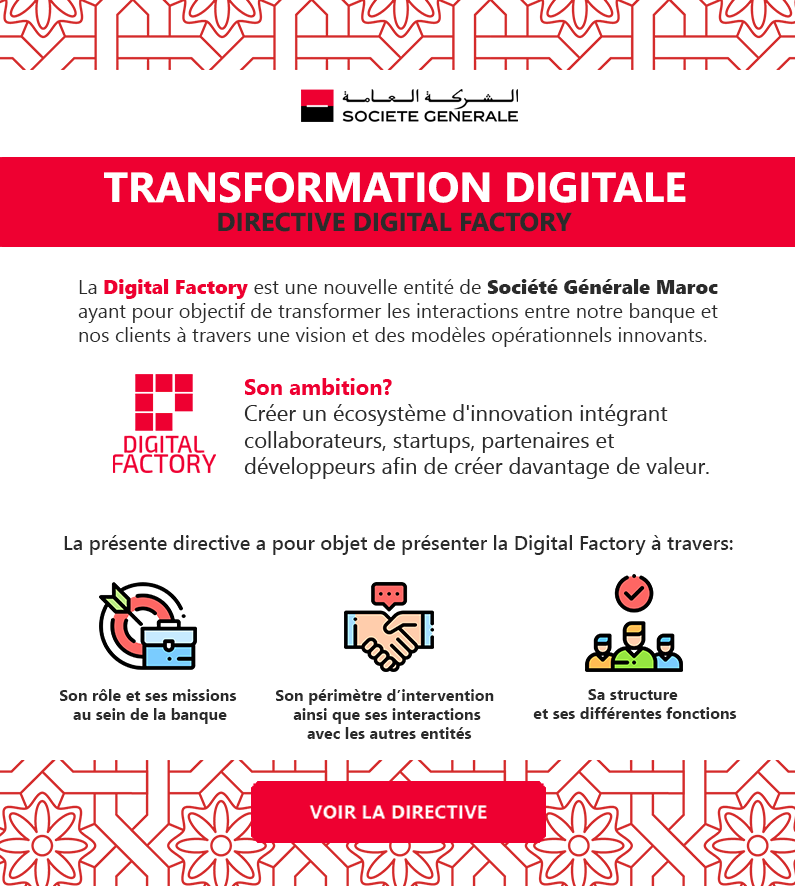 الشركة العامة
SOCIETE GENERALE
TRANSFORMATION DIGITALE
DIRECTIVE DIGITAL FACTORY
La Digital Factory est une nouvelle entité de Société Générale Maroc
ayant pour objectif de transformer les interactions entre notre banque et
nos clients à travers une vision et des modèles opérationnels innovants.
DIGITAL
FACTORY
Son ambition?
Créer un écosystème d'innovation intégrant
collaborateurs, startups, partenaires et
développeurs afin de créer davantage de valeur.
La présente directive a pour objet de présenter la Digital Factory à travers:
Son rôle et ses missions
au sein de la banque
Son périmètre d’intervention
ainsi que ses interactions
avec les autres entités
Sa structure
et ses différentes fonctions
VOIR LA DIRECTIVE